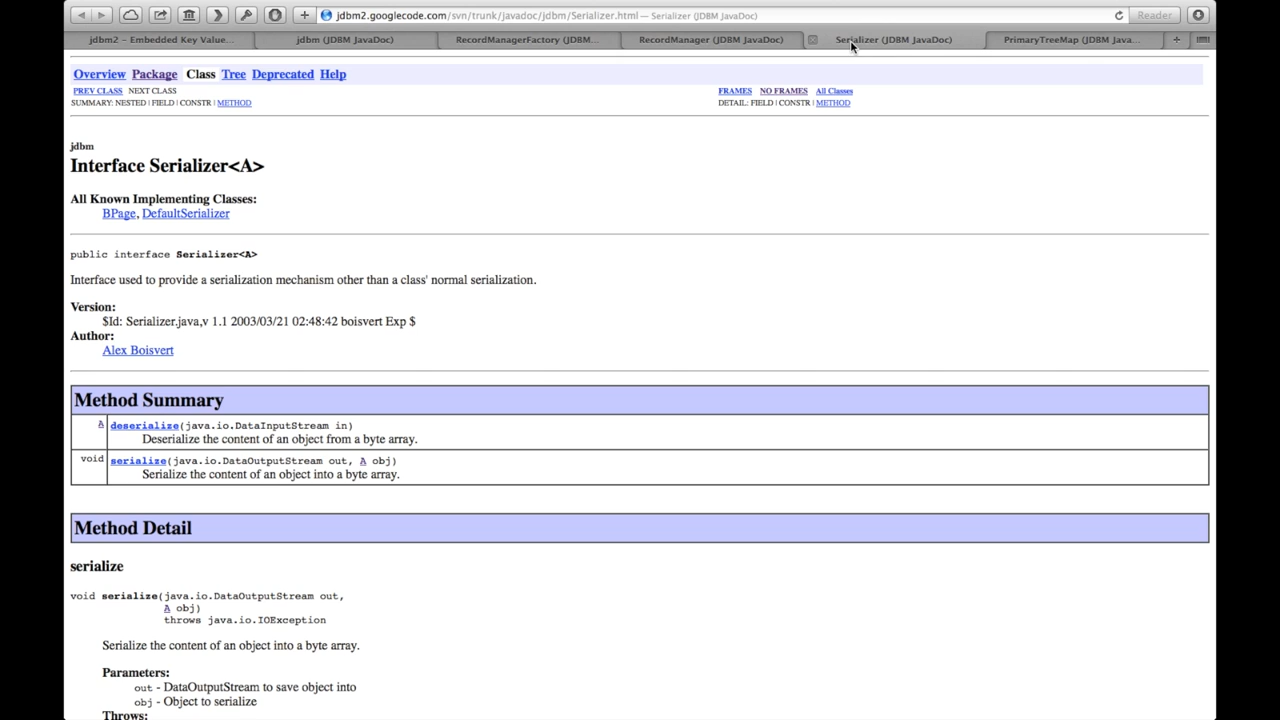 jdbm2.googlecode.com/svn/trunk/javadoc/jdbm/Serializer.html — Serializer (JDBM JavaDoc)
Reader
jdbm2 - Embedded Key Value... jdbm (JDBM JavaDoc) RecordManagerFactory (JDBM... RecordManager (JDBM JavaDoc) Serializer (JDBM JavaDoc) PrimaryTreeMap (JDBM Java...
Overview Package Class Tree Deprecated Help
PREV CLASS NEXT CLASS FRAMES NO FRAMES All Classes
SUMMARY: NESTED | FIELD | CONSTR | METHOD DETAIL: FIELD | CONSTR | METHOD
jdbm
Interface Serializer<A>
All Known Implementing Classes:
BPage, DefaultSerializer
public interface Serializer<A>
Interface used to provide a serialization mechanism other than a class' normal serialization.
Version:
$Id: Serializer.java,v 1.1 2003/03/21 02:48:42 boisvert Exp $
Author:
Alex Boisvert
Method Summary
A deserialize(java.io.DataInputStream in)
Deserialize the content of an object from a byte array.
void serialize(java.io.DataOutputStream out, A obj)
Serialize the content of an object into a byte array.
Method Detail
serialize
void serialize(java.io.DataOutputStream out,
A obj)
throws java.io.IOException
Serialize the content of an object into a byte array.
Parameters:
out - DataOutputStream to save object into
obj - Object to serialize
Throws: